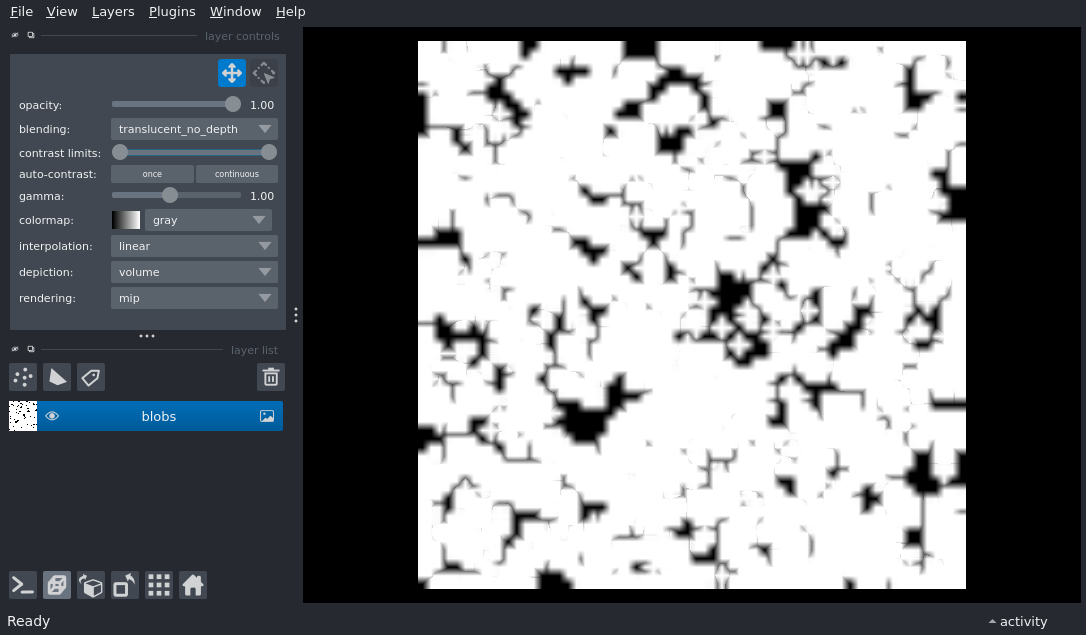 File View Layers Plugins Window Help
layer controls
opacity: 1.00
blending: translucent_no_depth
contrast limits:
auto-contrast: once continuous
gamma: 1.00
colormap: gray
interpolation: linear
depiction: volume
rendering: mip
layer list
blobs
Ready activity